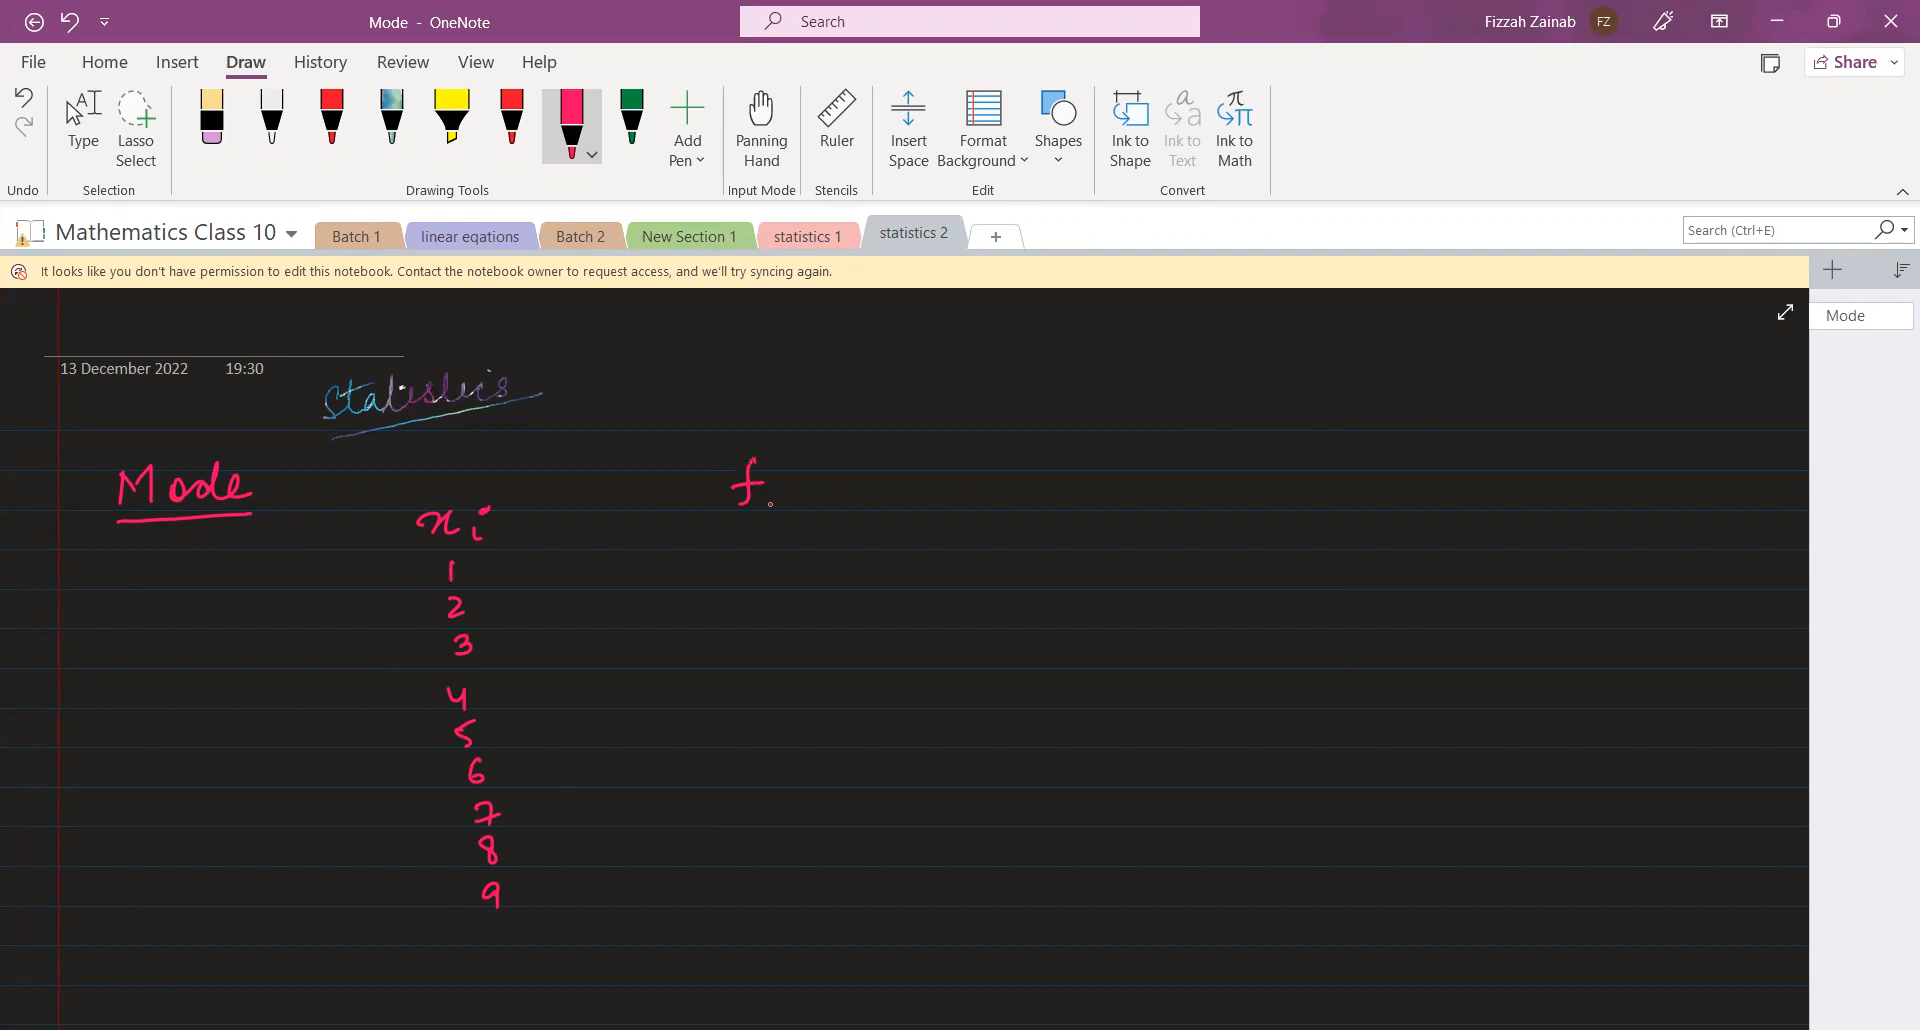 Mode - OneNote
Search
Fizzah Zainab
FZ
File Home Insert Draw History Review View Help
Share
Type
Lasso Select
Add Pen
Panning Hand
Ruler
Insert Space
Format Background
Shapes
Ink to Shape
Ink to Text
Ink to Math
Undo
Selection
Drawing Tools
Input Mode
Stencils
Edit
Convert
Mathematics Class 10
Batch 1
linear eqations
Batch 2
New Section 1
statistics 1
statistics 2
Search (Ctrl+E)
It looks like you don't have permission to edit this notebook. Contact the notebook owner to request access, and we'll try syncing again.
Mode
13 December 2022 19:30
Statistics
Mode
f
xi
1
2
3
4
5
6
7
8
9